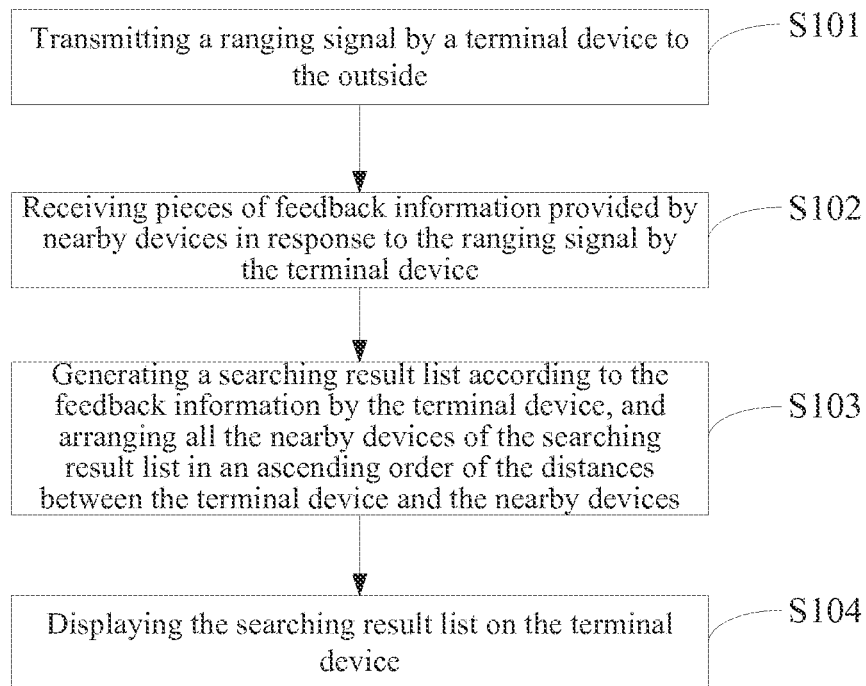 Transmitting a ranging signal by a terminal device to
the outside
S101
Receiving pieces of feedback information provided by
nearby devices in response to the ranging signal by
the terminal device
S102
Generating a searching result list according to the
feedback information by the terminal device, and
arranging all the nearby devices of the searching
result list in an ascending order of the distances
between the terminal device and the nearby devices
S103
Displaying the searching result list on the terminal
device
S104